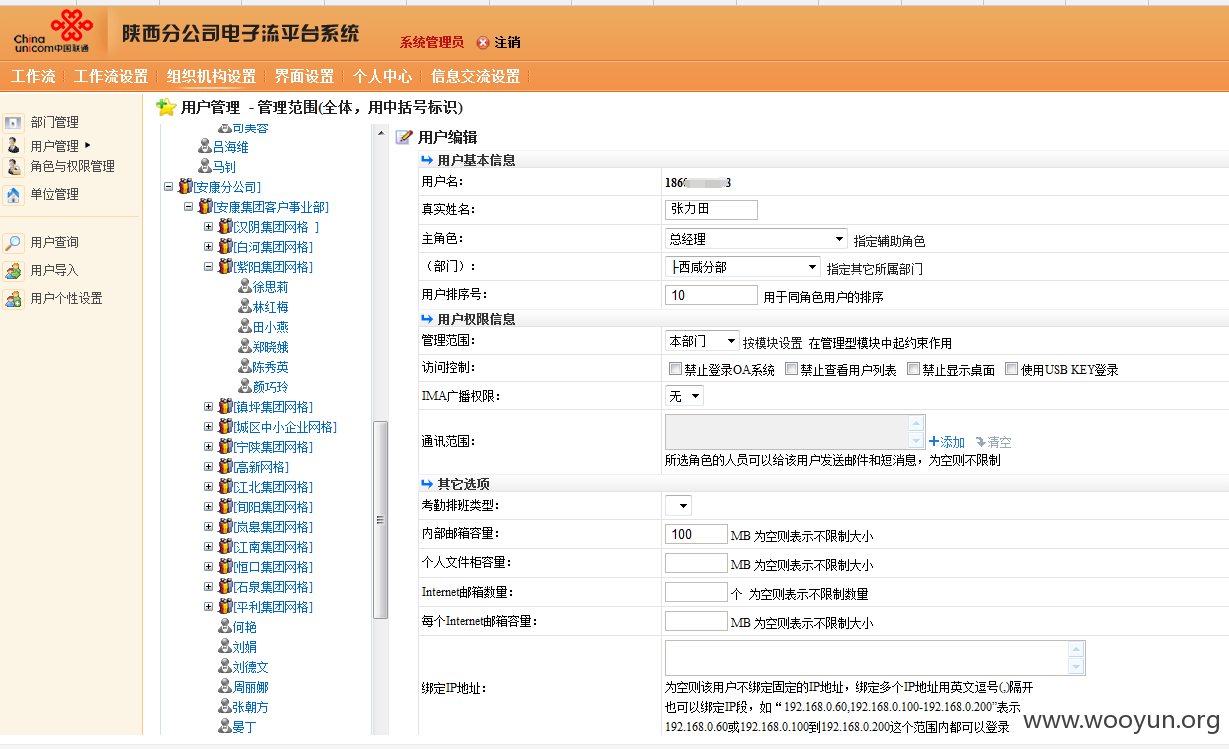 China unicom中国联通
陕西分公司电子流平台系统
系统管理员 注销
工作流 工作流设置 组织机构设置 界面设置 个人中心 信息交流设置
部门管理
用户管理
角色与权限管理
单位管理
用户查询
用户导入
用户个性设置
用户管理 - 管理范围(全体，用中括号标识)
司美容
吕海维
马钊
[安康分公司]
[安康集团客户事业部]
[汉阴集团网格 ]
[白河集团网格]
[紫阳集团网格]
徐思莉
林红梅
田小燕
郑晓娥
陈秀英
颜巧玲
[镇坪集团网格]
[城区中小企业网格]
[宁陕集团网格]
[高新网格]
[江北集团网格]
[旬阳集团网格]
[岚皋集团网格]
[江南集团网格]
[恒口集团网格]
[石泉集团网格]
[平利集团网格]
何艳
刘娟
刘德文
周丽娜
张朝方
晏丁
用户编辑
用户基本信息
用户名：
真实姓名： 张力田
主角色： 总经理 指定辅助角色
（部门）： ├西咸分部 指定其它所属部门
用户排序号： 10 用于同角色用户的排序
用户权限信息
管理范围： 本部门 按模块设置 在管理型模块中起约束作用
访问控制： 禁止登录OA系统 禁止查看用户列表 禁止显示桌面 使用USB KEY登录
IMA广播权限： 无
通讯范围： 添加 清空
所选角色的人员可以给该用户发送邮件和短消息，为空则不限制
其它选项
考勤排班类型：
内部邮箱容量： 100 MB 为空则表示不限制大小
个人文件柜容量： MB 为空则表示不限制大小
Internet邮箱数量： 个 为空则表示不限制数量
每个Internet邮箱容量： MB 为空则表示不限制大小
绑定IP地址：
为空则该用户不绑定固定的IP地址，绑定多个IP地址用英文逗号(,)隔开
也可以绑定IP段，如“192.168.0.60,192.168.0.100-192.168.0.200”表示
192.168.0.60或192.168.0.100到192.168.0.200这个范围内都可以登录
www.wooyun.org